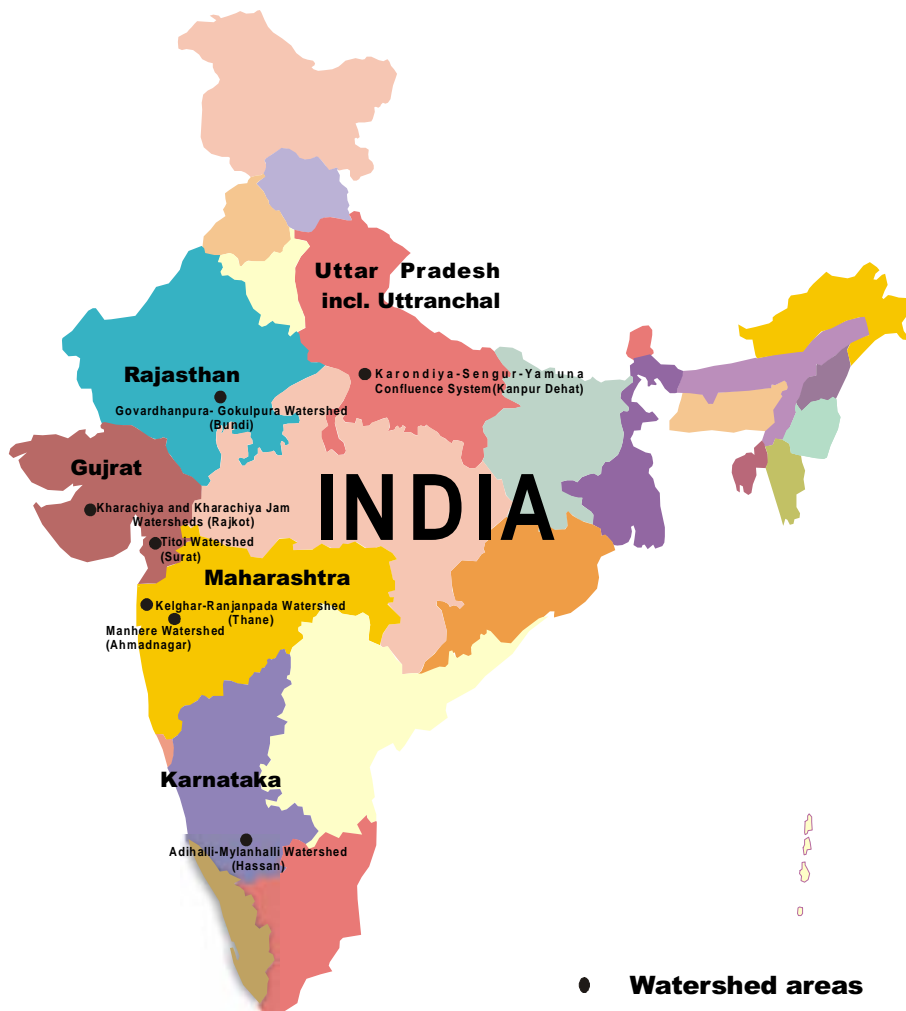 Uttar Pradesh
incl. Uttranchal
Karondiya-Sengur-Yamuna
Confluence System(Kanpur Dehat)
Rajasthan
Govardhanpura- Gokulpura Watershed
(Bundi)
Gujrat
INDIA
Kharachiya and Kharachiya Jam
Watersheds (Rajkot)
Titoi Watershed
(Surat)
Maharashtra
Kelghar-Ranjanpada Watershed
(Thane)
Manhere Watershed
(Ahmadnagar)
Karnataka
Adihalli-Mylanhalli Watershed
(Hassan)
Watershed areas